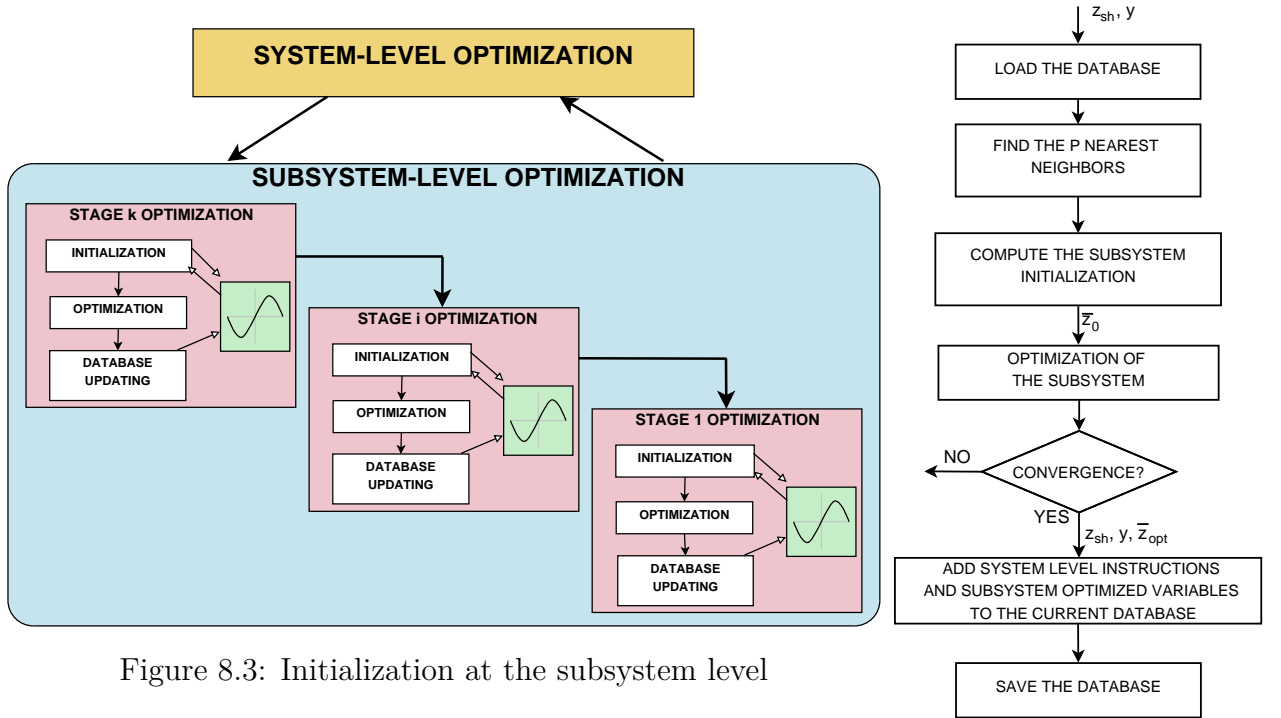 SYSTEM-LEVEL OPTIMIZATION
SUBSYSTEM-LEVEL OPTIMIZATION
STAGE k OPTIMIZATION
INITIALIZATION
OPTIMIZATION
DATABASE
UPDATING
STAGE i OPTIMIZATION
INITIALIZATION
OPTIMIZATION
DATABASE
UPDATING
STAGE 1 OPTIMIZATION
INITIALIZATION
OPTIMIZATION
DATABASE
UPDATING
Figure 8.3: Initialization at the subsystem level
z_sh, y
LOAD THE DATABASE
FIND THE P NEAREST
NEIGHBORS
COMPUTE THE SUBSYSTEM
INITIALIZATION
z̅_0
OPTIMIZATION OF
THE SUBSYSTEM
CONVERGENCE?
NO
YES
z_sh, y, z̅_opt
ADD SYSTEM LEVEL INSTRUCTIONS
AND SUBSYSTEM OPTIMIZED VARIABLES
TO THE CURRENT DATABASE
SAVE THE DATABASE